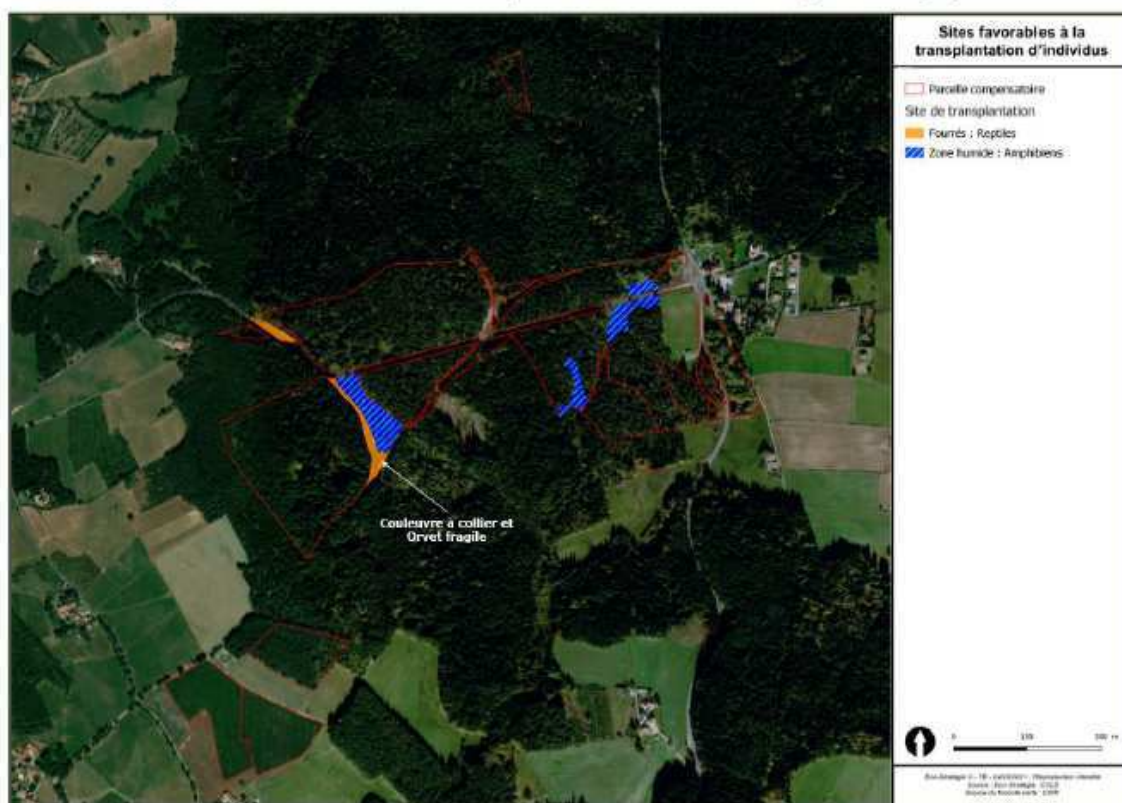 Sites favorables à la
transplantation d'individus
Parcelle compensatoire
Site de transplantation
Fourrés : Reptiles
Zone humide : Amphibiens
Couleuvre à collier et
Orvet fragile
0